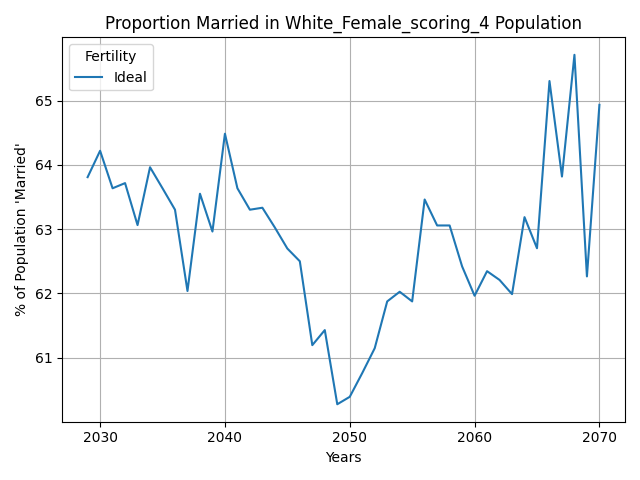 Proportion Married in White_Female_scoring_4 Population
Fertility
Ideal
% of Population 'Married'
65
64
63
62
61
2030 2040 2050 2060 2070
Years